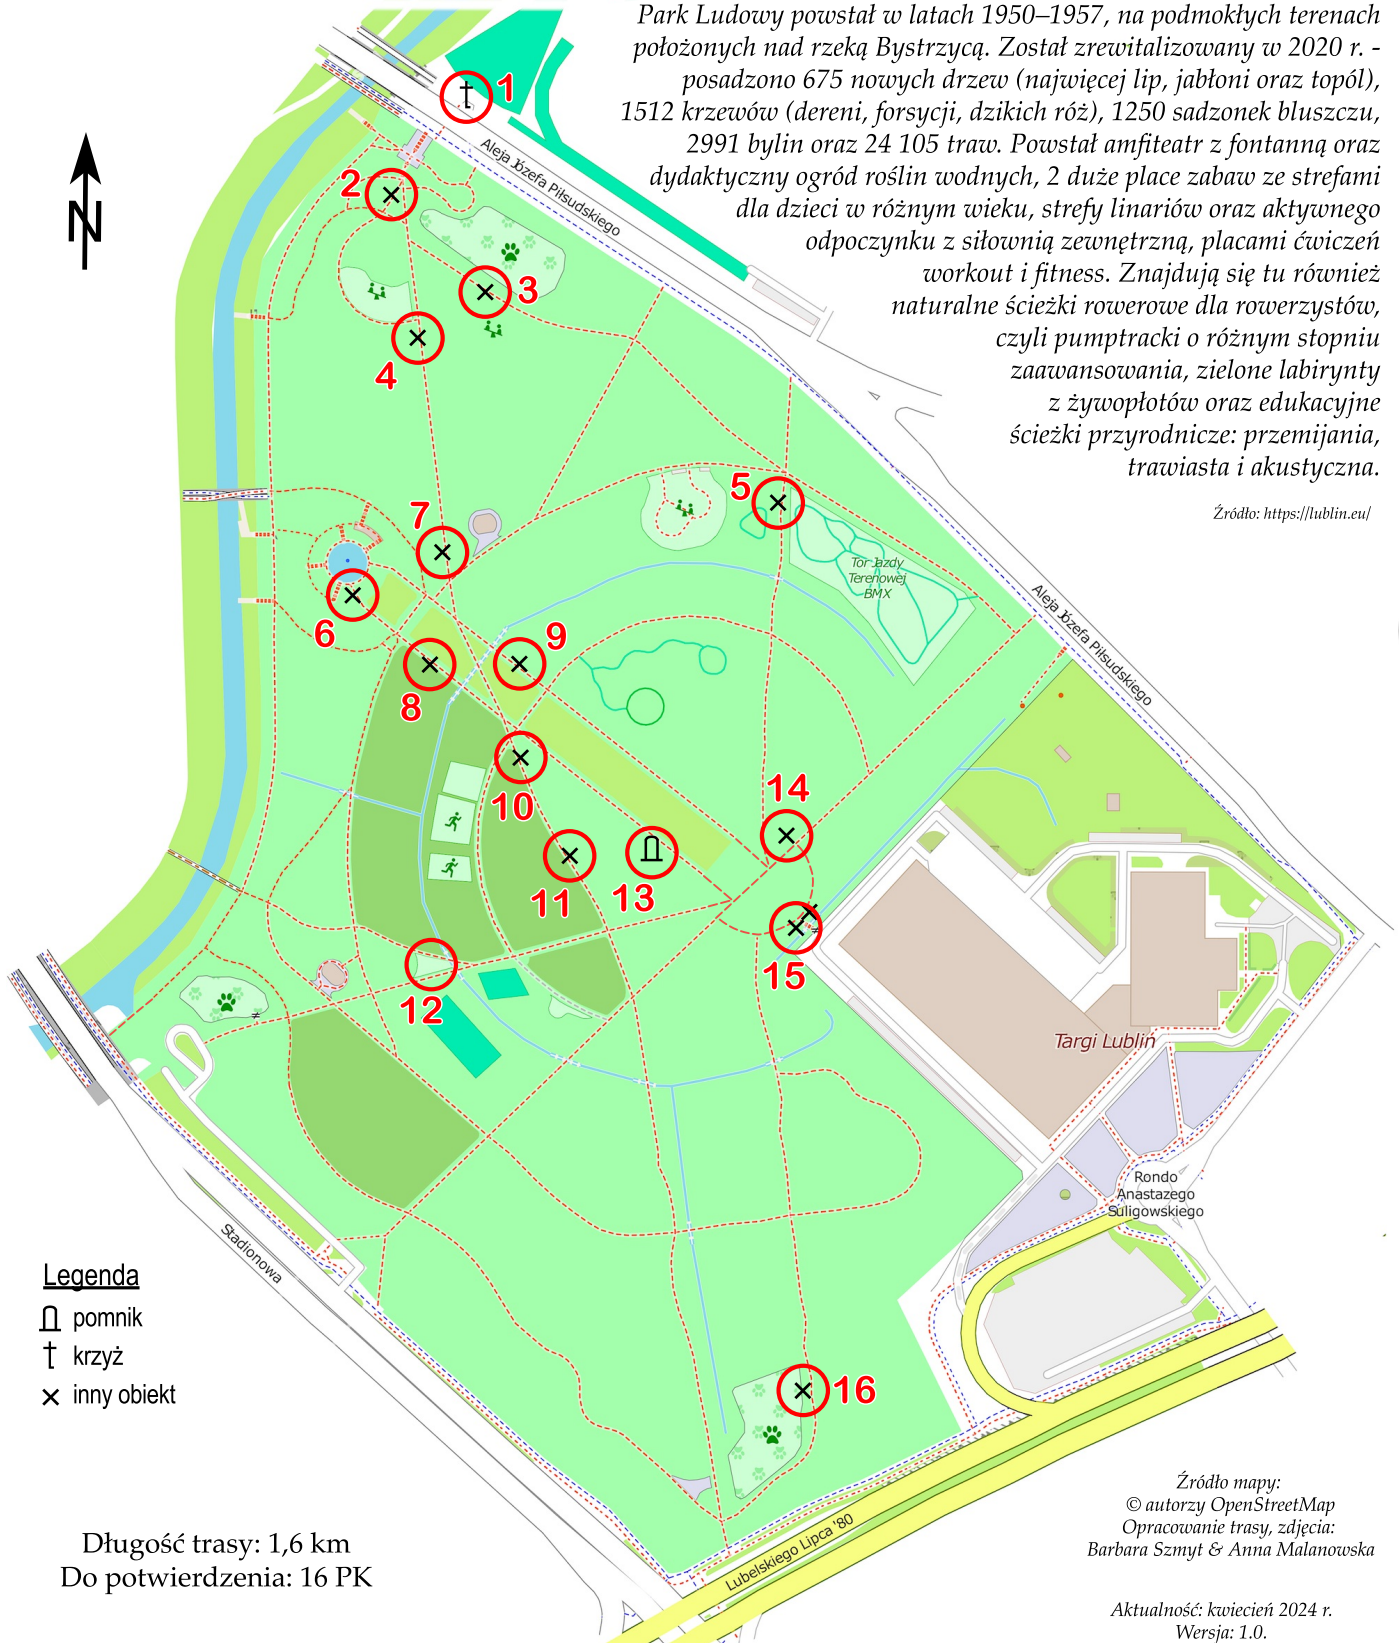 Park Ludowy powstał w latach 1950–1957, na podmokłych terenach
położonych nad rzeką Bystrzycą. Został zrewitalizowany w 2020 r. -
posadzono 675 nowych drzew (najwięcej lip, jabłoni oraz topól),
1512 krzewów (dereni, forsycji, dzikich róż), 1250 sadzonek bluszczu,
2991 bylin oraz 24 105 traw. Powstał amfiteatr z fontanną oraz
dydaktyczny ogród roślin wodnych, 2 duże place zabaw ze strefami
dla dzieci w różnym wieku, strefy linariów oraz aktywnego
odpoczynku z siłownią zewnętrzną, placami ćwiczeń
workout i fitness. Znajdują się tu również
naturalne ścieżki rowerowe dla rowerzystów,
czyli pumptracki o różnym stopniu
zaawansowania, zielone labirynty
z żywopłotów oraz edukacyjne
ścieżki przyrodnicze: przemijania,
trawiasta i akustyczna.
Źródło: https://lublin.eu/
N
1
Aleja Józefa Piłsudskiego
2
3
4
5
Tor Jazdy
Terenowej
BMX
7
6
9
8
Aleja Józefa Piłsudskiego
10
14
11
13
15
12
Targi Lublin
Rondo
Anastazego
Suligowskiego
Stadionowa
16
Lubelskiego Lipca '80
Legenda
pomnik
krzyż
inny obiekt
Długość trasy: 1,6 km
Do potwierdzenia: 16 PK
Źródło mapy:
© autorzy OpenStreetMap
Opracowanie trasy, zdjęcia:
Barbara Szmyt & Anna Malanowska
Aktualność: kwiecień 2024 r.
Wersja: 1.0.